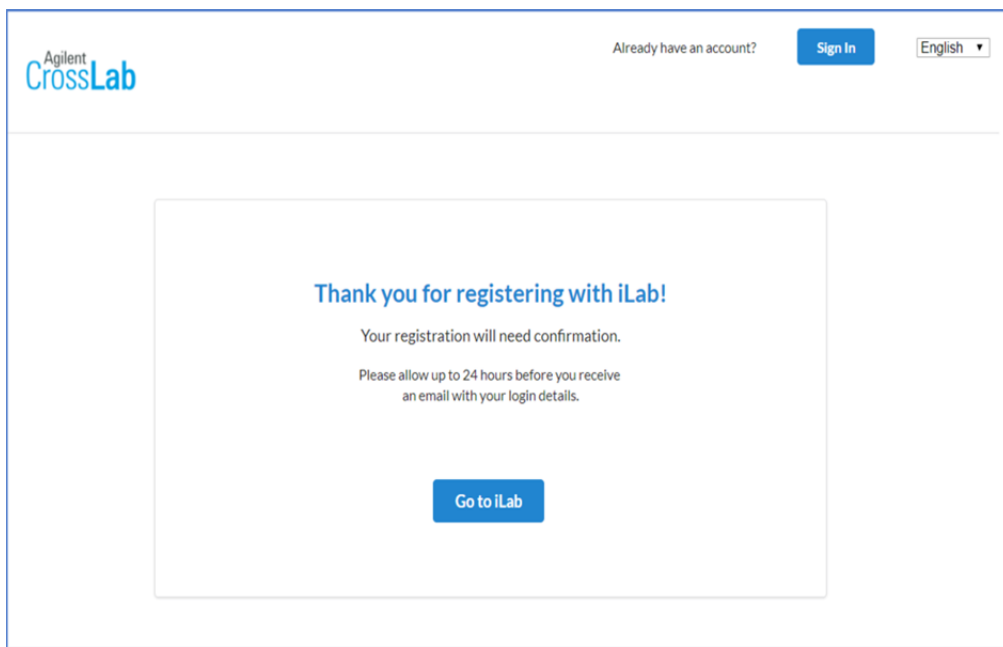 Agilent
CrossLab
Already have an account?
Sign In
English
Thank you for registering with iLab!
Your registration will need confirmation.
Please allow up to 24 hours before you receive
an email with your login details.
Go to iLab